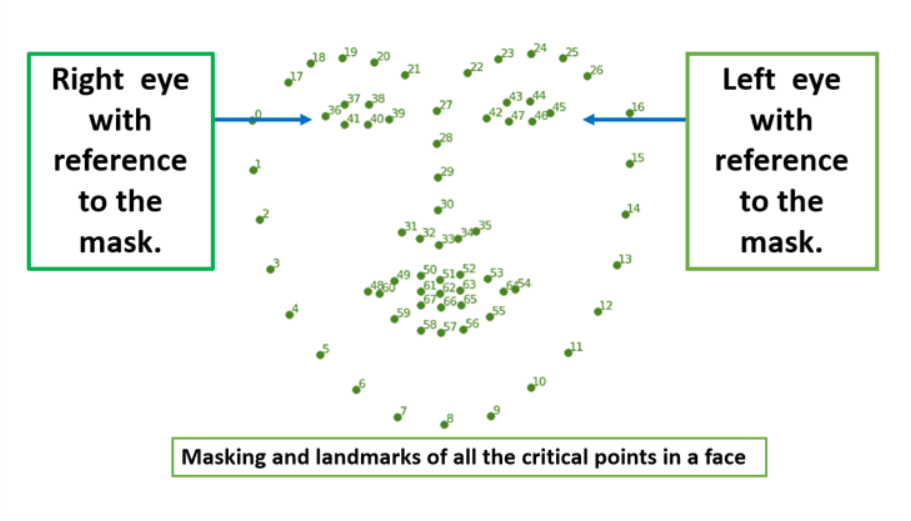 18 19 20 21 22 23 24 25 26
17
Right eye
with
reference
to the
mask.
Left eye
with
reference
to the
mask.
36 37 38 39
41 40
27
42 43 44 45
47 46
0 16
1 28 15
29
2 30 14
31 32 33 34 35
3 13
48 49 50 51 52 53 64 54
60 61 62 63
67 66 65
59 58 57 56 55
4 12
5 11
6 10
7 8 9
Masking and landmarks of all the critical points in a face